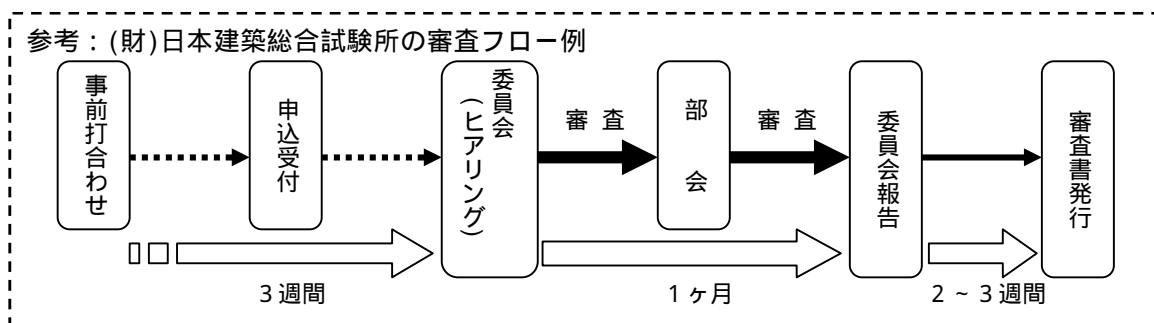 参考：(財)日本建築総合試験所の審査フロー例
事前打合わせ
申込受付
委員会
(ヒアリング)
審 査
部 会
審 査
委員会報告
審査書発行
3週間
1ヶ月
2～3週間